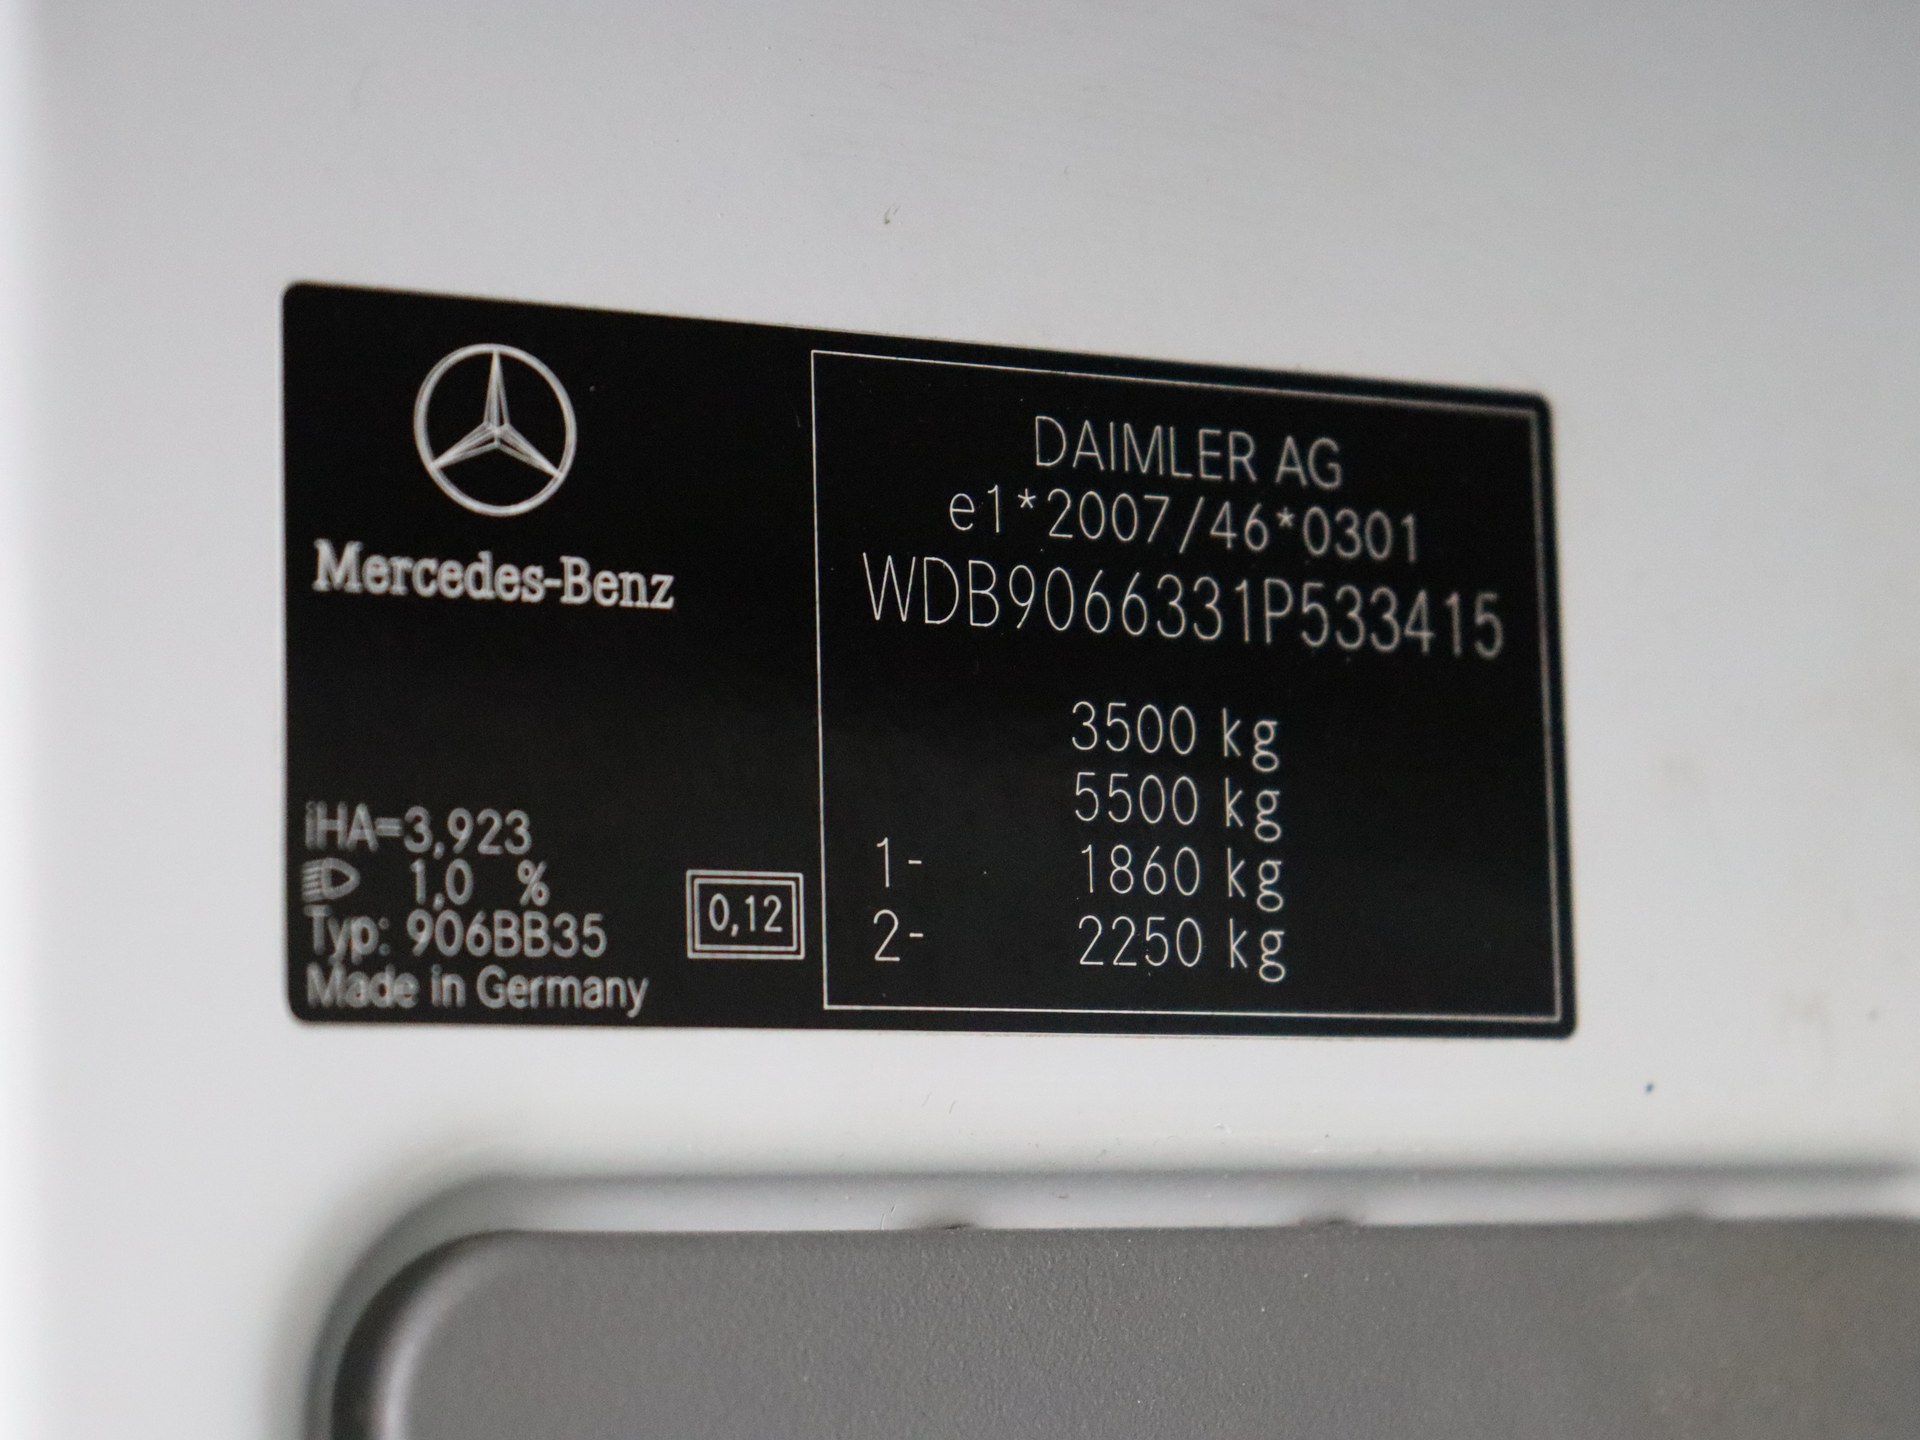 Mercedes-Benz
iHA=3,923
1,0 %
Typ: 906BB35
Made in Germany
0,12
DAIMLER AG
e1*2007/46*0301
WDB9066331P533415
3500 kg
5500 kg
1- 1860 kg
2- 2250 kg